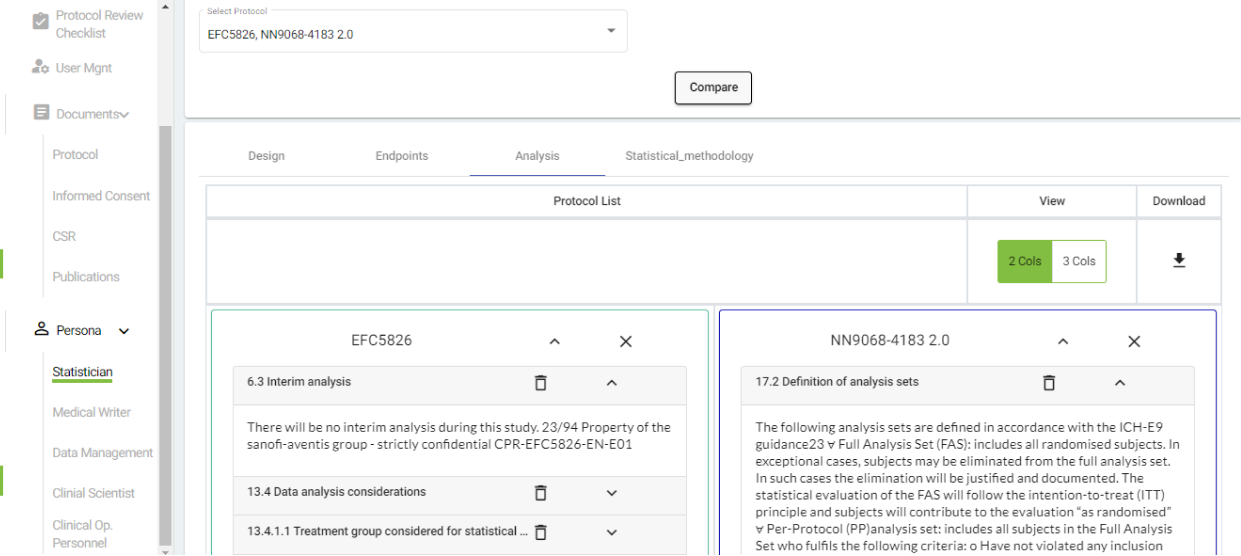 Protocol Review
Checklist
User Mgnt
Documents
Protocol
Informed Consent
CSR
Publications
Persona
Statistician
Medical Writer
Data Management
Clinial Scientist
Clinical Op.
Personnel
Select Protocol
EFC5826, NN9068-4183 2.0
Compare
Design
Endpoints
Analysis
Statistical_methodology
Protocol List
View
Download
2 Cols
3 Cols
EFC5826
6.3 Interim analysis
There will be no interim analysis during this study. 23/94 Property of the
sanofi-aventis group - strictly confidential CPR-EFC5826-EN-E01
13.4 Data analysis considerations
13.4.1.1 Treatment group considered for statistical ...
NN9068-4183 2.0
17.2 Definition of analysis sets
The following analysis sets are defined in accordance with the ICH-E9
guidance23 ∀ Full Analysis Set (FAS): includes all randomised subjects. In
exceptional cases, subjects may be eliminated from the full analysis set.
In such cases the elimination will be justified and documented. The
statistical evaluation of the FAS will follow the intention-to-treat (ITT)
principle and subjects will contribute to the evaluation “as randomised”
∀ Per-Protocol (PP)analysis set: includes all subjects in the Full Analysis
Set who fulfils the following criteria: o Have not violated any inclusion